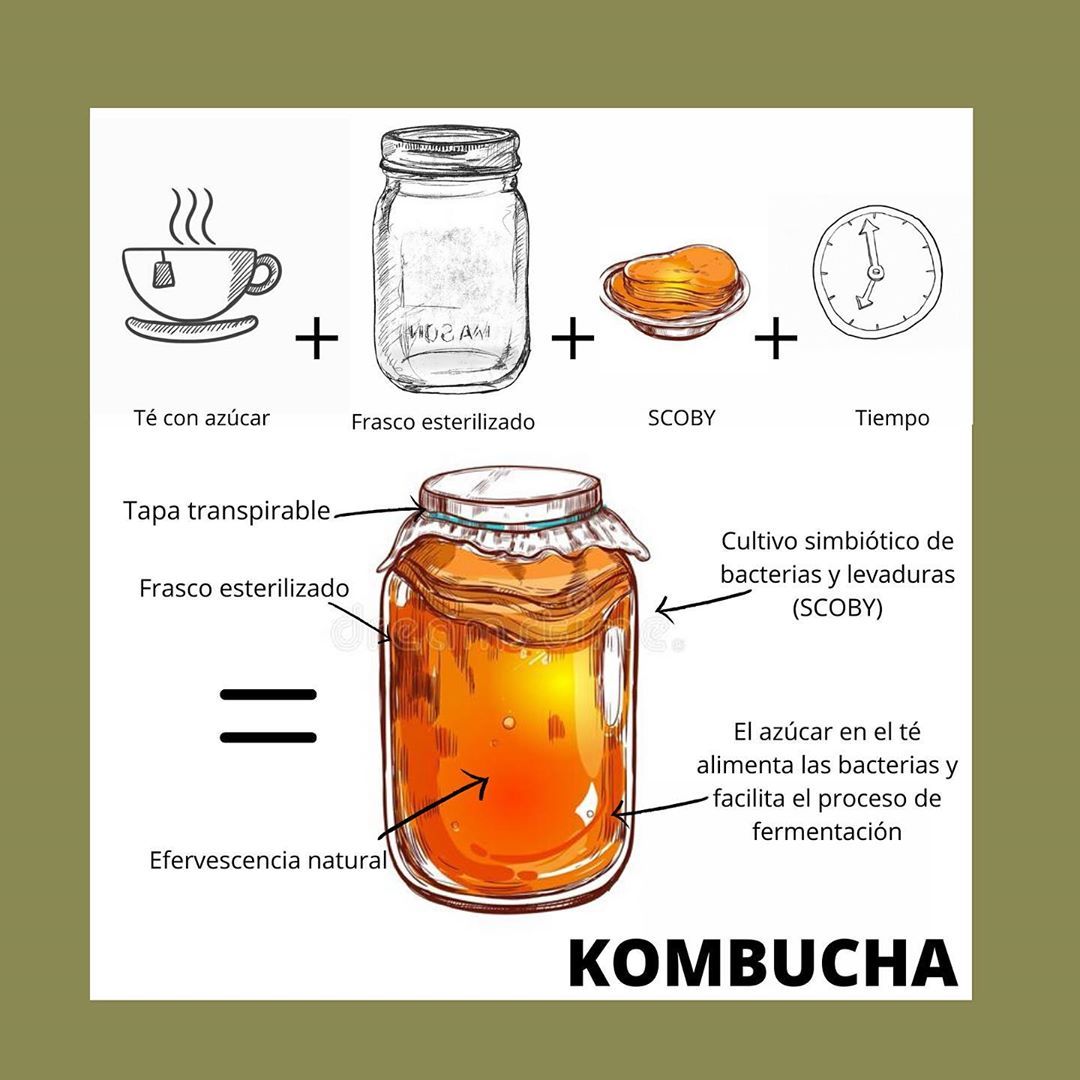 MASON
Té con azúcar
Frasco esterilizado
SCOBY
Tiempo
Tapa transpirable
Frasco esterilizado
Cultivo simbiótico de
bacterias y levaduras
(SCOBY)
dreamstime
El azúcar en el té
alimenta las bacterias y
facilita el proceso de
fermentación
Efervescencia natural
KOMBUCHA